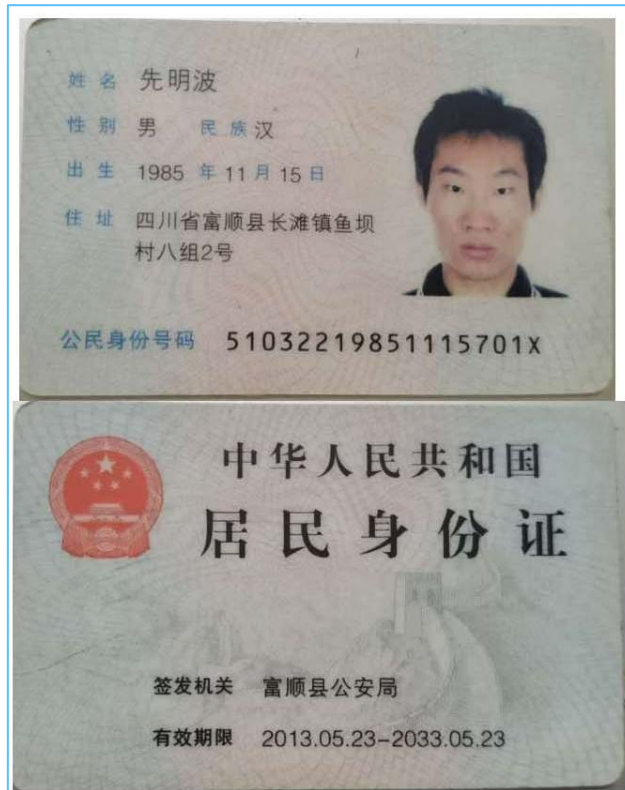 姓名 先明波
性别 男 民族 汉
出生 1985 年 11 月 15 日
住址 四川省富顺县长滩镇鱼坝
村八组2号
公民身份号码 51032219851115701X
中华人民共和国
居民身份证
签发机关 富顺县公安局
有效期限 2013.05.23-2033.05.23